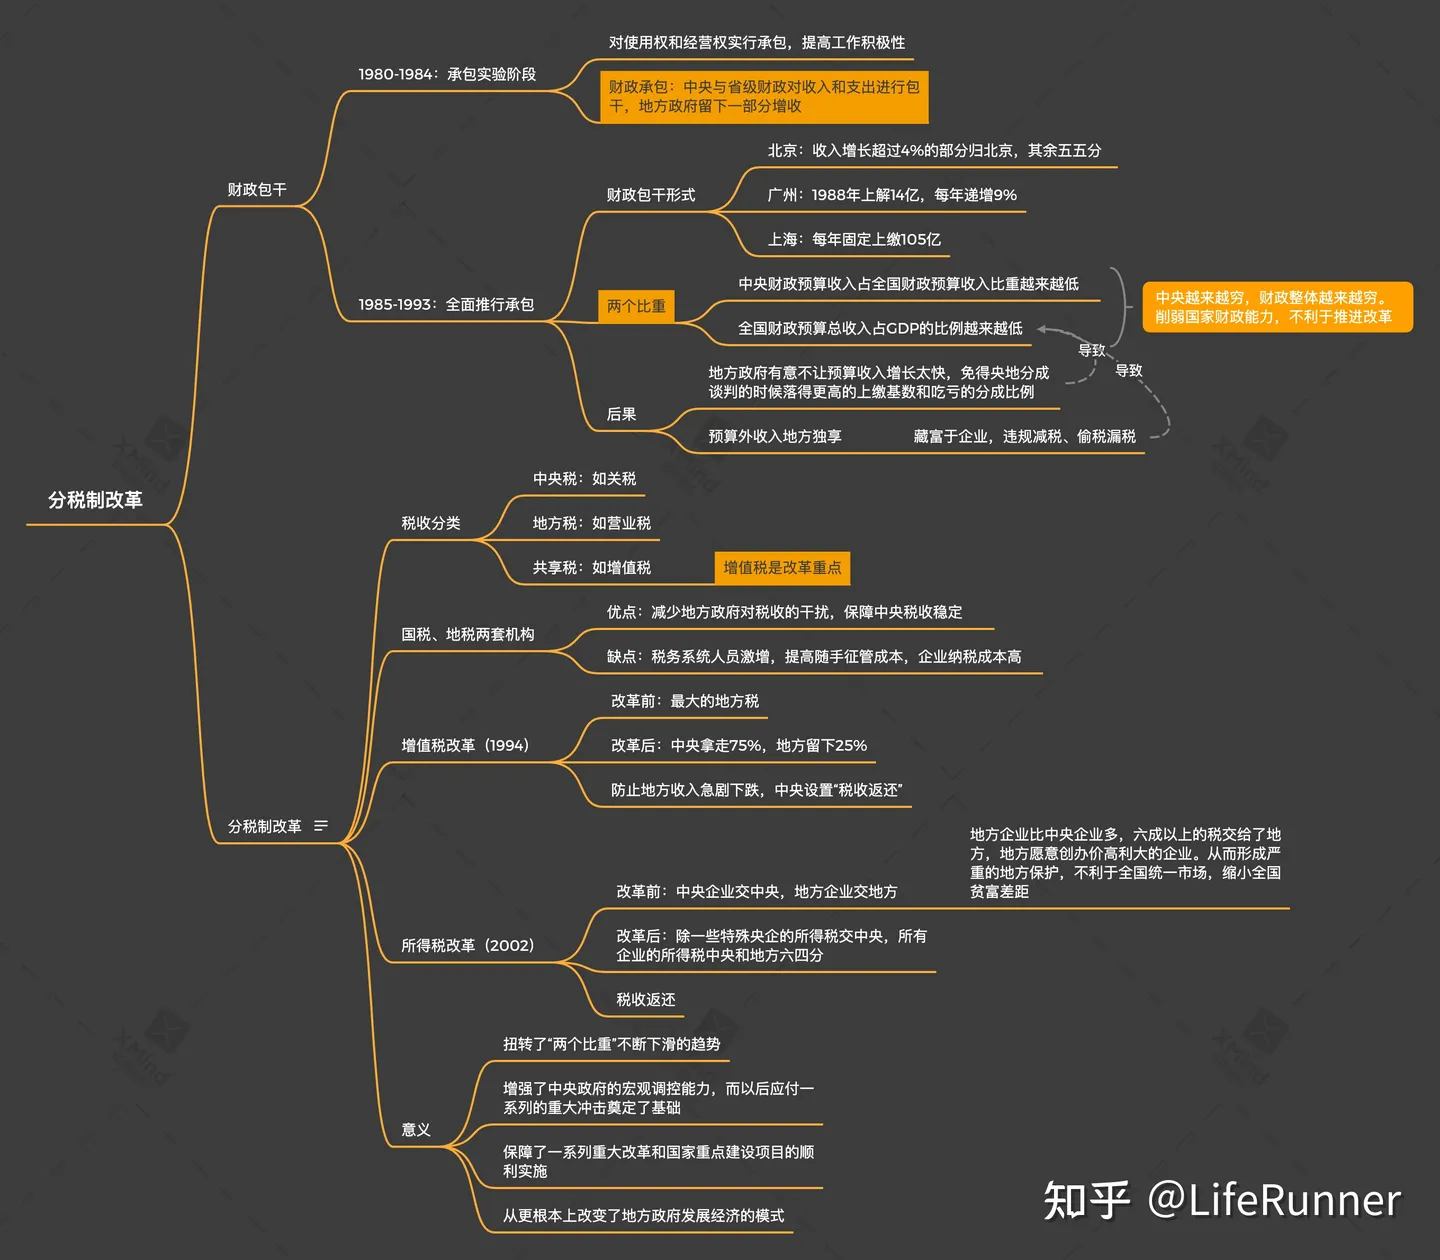 对使用权和经营权实行承包，提高工作积极性
1980-1984：承包实验阶段
财政承包：中央与省级财政对收入和支出进行包
干，地方政府留下一部分增收
北京：收入增长超过4%的部分归北京，其余五五分
财政包干
财政包干形式
广州：1988年上解14亿，每年递增9%
上海：每年固定上缴105亿
中央财政预算收入占全国财政预算收入比重越来越低
1985-1993：全面推行承包
两个比重
中央越来越穷，财政整体越来越穷。
削弱国家财政能力，不利于推进改革
全国财政预算总收入占GDP的比例越来越低
导致
导致
地方政府有意不让预算收入增长太快，免得央地分成
谈判的时候落得更高的上缴基数和吃亏的分成比例
后果
预算外收入地方独享
藏富于企业，违规减税、偷税漏税
分税制改革
中央税：如关税
税收分类
地方税：如营业税
共享税：如增值税
增值税是改革重点
优点：减少地方政府对税收的干扰，保障中央税收稳定
国税、地税两套机构
缺点：税务系统人员激增，提高随手征管成本，企业纳税成本高
改革前：最大的地方税
增值税改革（1994）
改革后：中央拿走75%，地方留下25%
防止地方收入急剧下跌，中央设置“税收返还”
分税制改革
地方企业比中央企业多，六成以上的税交给了地
方，地方愿意创办价高利大的企业。从而形成严
重的地方保护，不利于全国统一市场，缩小全国
贫富差距
改革前：中央企业交中央，地方企业交地方
所得税改革（2002）
改革后：除一些特殊央企的所得税交中央，所有
企业的所得税中央和地方六四分
税收返还
扭转了“两个比重”不断下滑的趋势
增强了中央政府的宏观调控能力，而以后应付一
系列的重大冲击奠定了基础
意义
保障了一系列重大改革和国家重点建设项目的顺
利实施
从更根本上改变了地方政府发展经济的模式
知乎 @LifeRunner
XMind
XMind
XMind
XMind
XMind
XMind